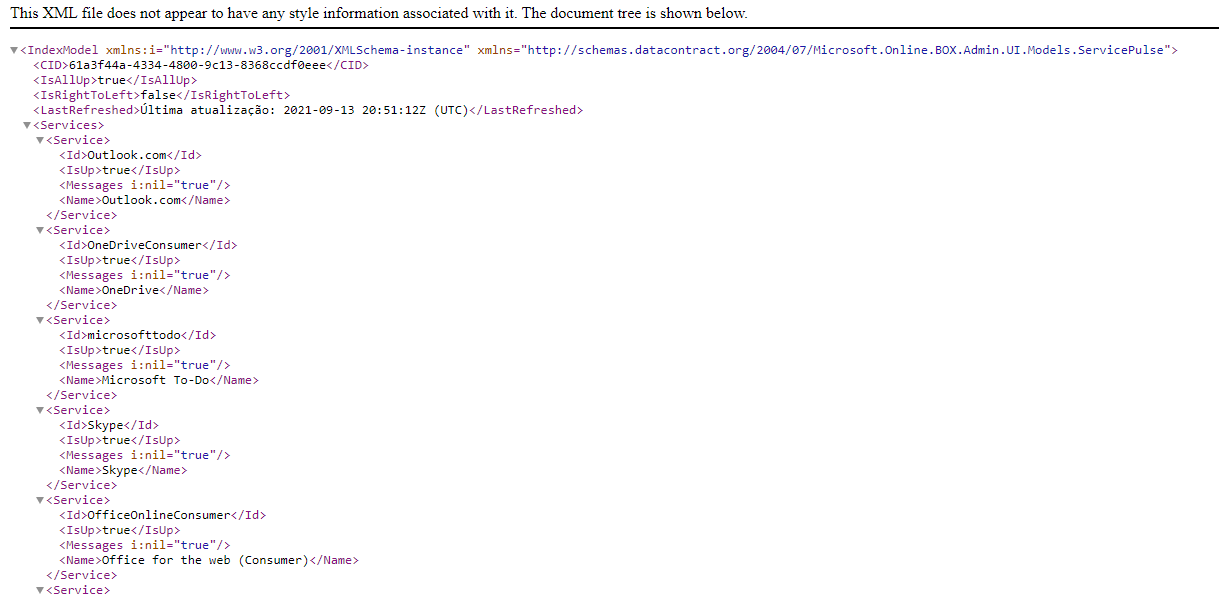 This XML file does not appear to have any style information associated with it. The document tree is shown below.
▼<IndexModel xmlns:i="http://www.w3.org/2001/XMLSchema-instance" xmlns="http://schemas.datacontract.org/2004/07/Microsoft.Online.BOX.Admin.UI.Models.ServicePulse">
<CID>61a3f44a-4334-4800-9c13-8368ccdf0eee</CID>
<IsAllUp>true</IsAllUp>
<IsRightToLeft>false</IsRightToLeft>
<LastRefreshed>Última atualização: 2021-09-13 20:51:12Z (UTC)</LastRefreshed>
▼<Services>
▼<Service>
<Id>Outlook.com</Id>
<IsUp>true</IsUp>
<Messages i:nil="true"/>
<Name>Outlook.com</Name>
</Service>
▼<Service>
<Id>OneDriveConsumer</Id>
<IsUp>true</IsUp>
<Messages i:nil="true"/>
<Name>OneDrive</Name>
</Service>
▼<Service>
<Id>microsofttodo</Id>
<IsUp>true</IsUp>
<Messages i:nil="true"/>
<Name>Microsoft To-Do</Name>
</Service>
▼<Service>
<Id>Skype</Id>
<IsUp>true</IsUp>
<Messages i:nil="true"/>
<Name>Skype</Name>
</Service>
▼<Service>
<Id>OfficeOnlineConsumer</Id>
<IsUp>true</IsUp>
<Messages i:nil="true"/>
<Name>Office for the web (Consumer)</Name>
</Service>
▼<Service>